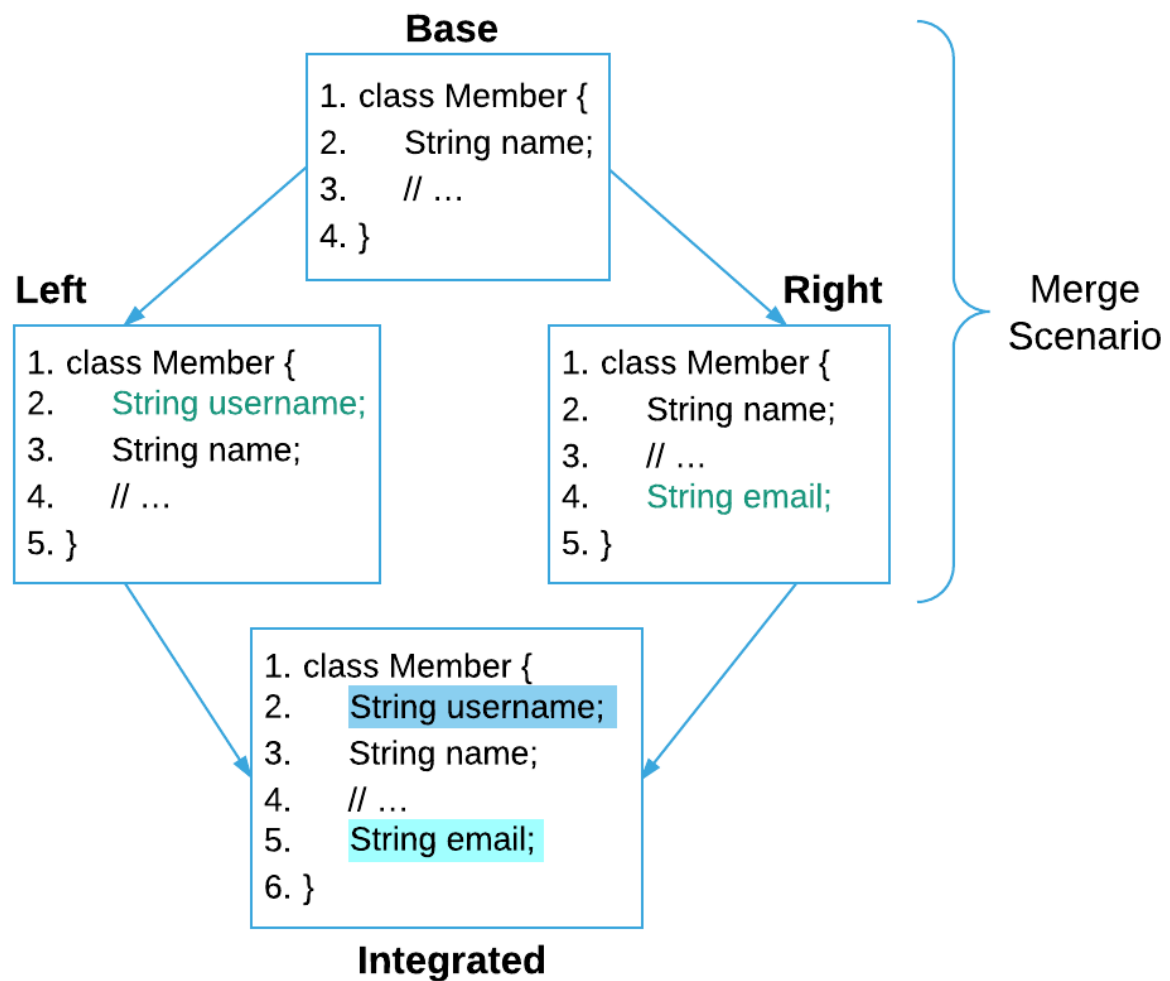 Base
1. class Member {
2. String name;
3. // …
4. }
Left
1. class Member {
2. String username;
3. String name;
4. // …
5. }
Right
1. class Member {
2. String name;
3. // …
4. String email;
5. }
Merge
Scenario
1. class Member {
2. String username;
3. String name;
4. // …
5. String email;
6. }
Integrated